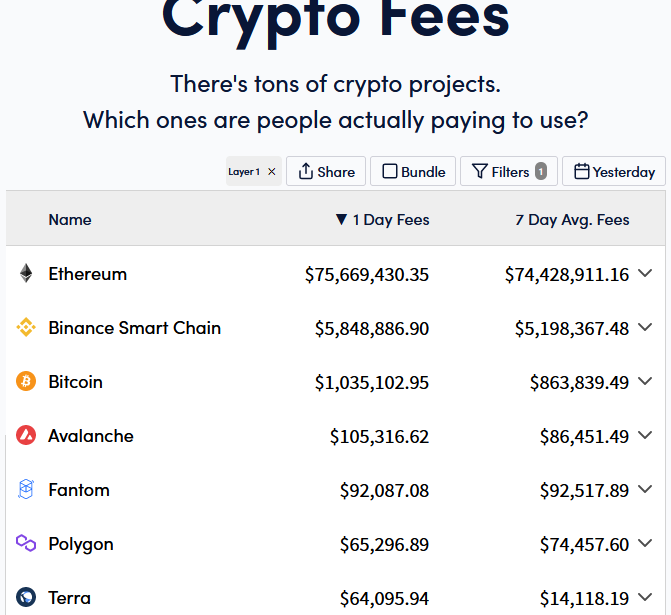 Crypto Fees
There's tons of crypto projects.
Which ones are people actually paying to use?
Layer 1 × Share Bundle Filters 1 Yesterday
Name ▼ 1 Day Fees 7 Day Avg. Fees
Ethereum $75,669,430.35 $74,428,911.16
Binance Smart Chain $5,848,886.90 $5,198,367.48
Bitcoin $1,035,102.95 $863,839.49
Avalanche $105,316.62 $86,451.49
Fantom $92,087.08 $92,517.89
Polygon $65,296.89 $74,457.60
Terra $64,095.94 $14,118.19